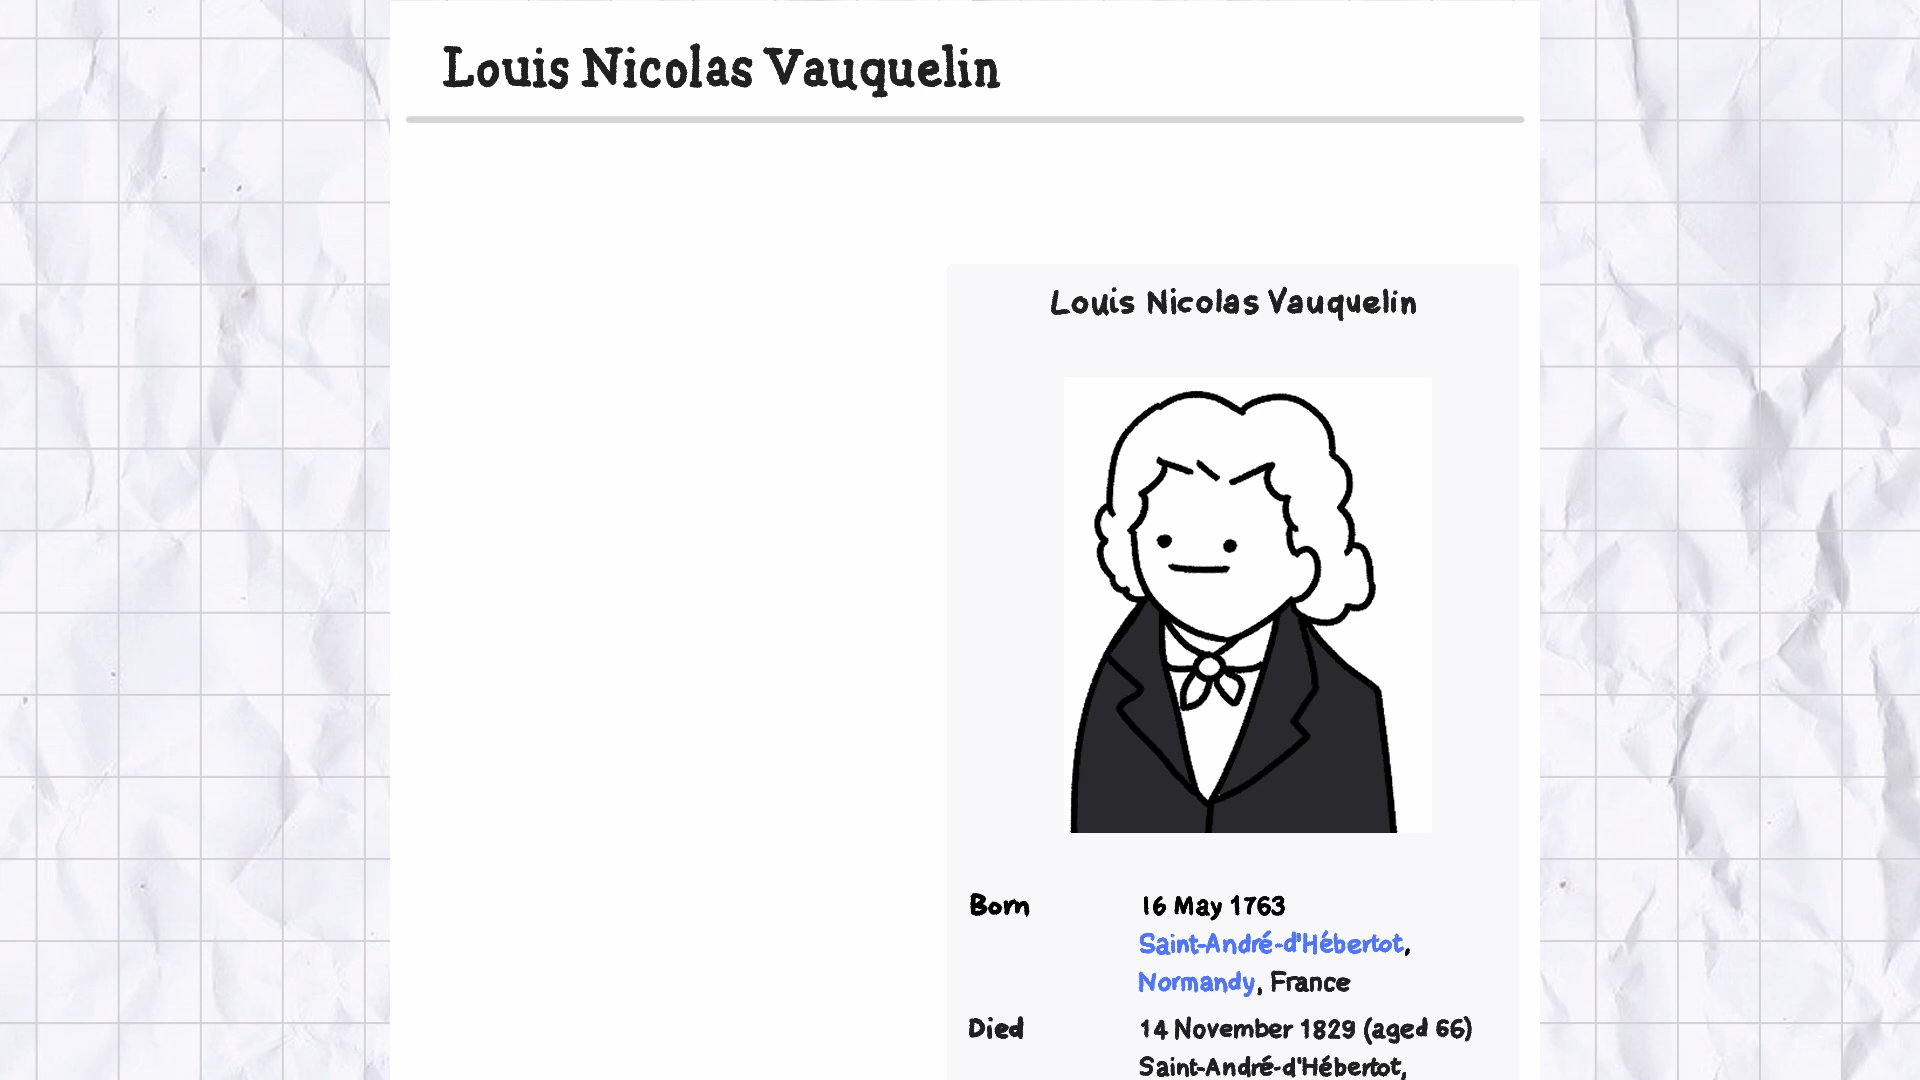 Louis Nicolas Vauquelin
Louis Nicolas Vauquelin
Born
16 May 1763
Saint-André-d'Hébertot,
Normandy, France
Died
14 November 1829 (aged 66)
Saint-André-d'Hébertot,